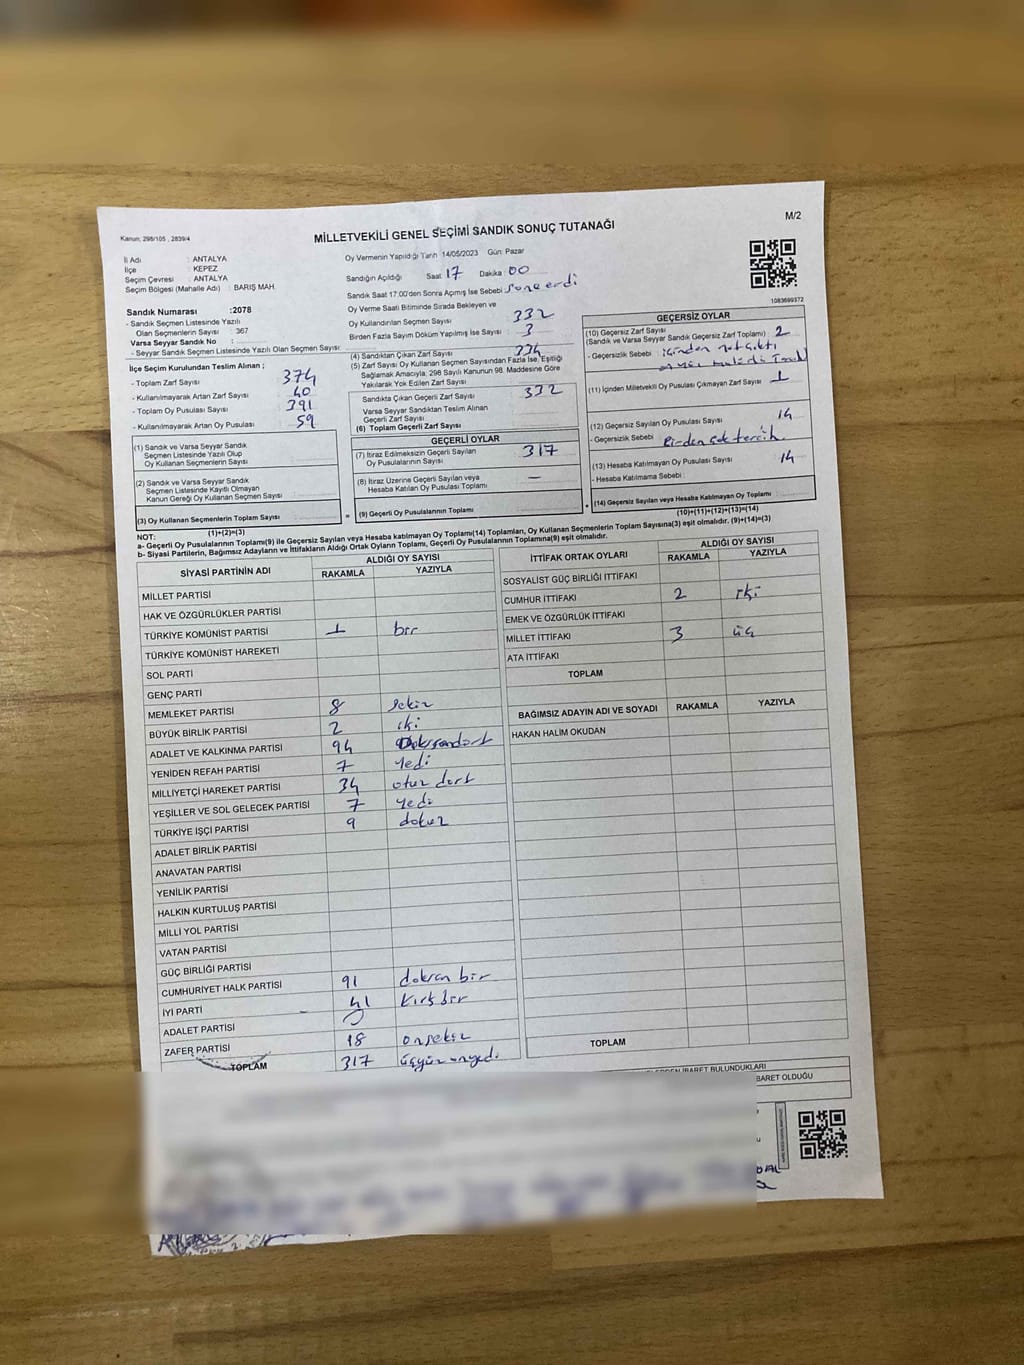 M/2
Kanun; 298/105 , 2839/4
MİLLETVEKİLİ GENEL SEÇİMİ SANDIK SONUÇ TUTANAĞI
İl Adı : ANTALYA
İlçe : KEPEZ
Seçim Çevresi : ANTALYA
Seçim Bölgesi (Mahalle Adı) : BARIŞ MAH.
Oy Vermenin Yapıldığı Tarih 14/05/2023 Gün: Pazar
Sandığın Açıldığı Saat 17 Dakika 00
Sandık Saat 17.00'den Sonra Açımış İse Sebebi sona erdi
1083699372
Sandık Numarası :2078
- Sandık Seçmen Listesinde Yazılı
Olan Seçmenlerin Sayısı : 367
Varsa Seyyar Sandık No :
- Seyyar Sandık Seçmen Listesinde Yazılı Olan Seçmen Sayısı:
Oy Verme Saati Bitiminde Sırada Bekleyen ve
Oy Kullandırılan Seçmen Sayısı 332
Birden Fazla Sayım Döküm Yapılmış İse Sayısı 3
İlçe Seçim Kurulundan Teslim Alınan ;
- Toplam Zarf Sayısı 374
- Kullanılmayarak Artan Zarf Sayısı 40
- Toplam Oy Pusulası Sayısı 391
- Kullanılmayarak Artan Oy Pusulası Sayısı 59
(4) Sandıktan Çıkan Zarf Sayısı 334
(5) Zarf Sayısı Oy Kullanan Seçmen Sayısından Fazla İse, Eşitliği
Sağlamak Amacıyla, 298 Sayılı Kanunun 98. Maddesine Göre
Yakılarak Yok Edilen Zarf Sayısı
Sandıkta Çıkan Geçerli Zarf Sayısı 332
Varsa Seyyar Sandıktan Teslim Alınan
Geçerli Zarf Sayısı
(6) Toplam Geçerli Zarf Sayısı
GEÇERSİZ OYLAR
(10) Geçersiz Zarf Sayısı
(Sandık ve Varsa Seyyar Sandık Geçersiz Zarf Toplamı) 2
- Geçersizlik Sebebi içinden not çıktı
(11) İçinden Milletvekili Oy Pusulası Çıkmayan Zarf Sayısı 1
(12) Geçersiz Sayılan Oy Pusulası Sayısı 14
- Geçersizlik Sebebi Birden çok tercih
(13) Hesaba Katılmayan Oy Pusulası Sayısı 14
- Hesaba Katılmama Sebebi :
(14) Geçersiz Sayılan veya Hesaba Katılmayan Oy Toplamı
(10)+(11)+(12)+(13)=(14)
(1) Sandık ve Varsa Seyyar Sandık
Seçmen Listesinde Yazılı Olup
Oy Kullanan Seçmenlerin Sayısı
(2) Sandık ve Varsa Seyyar Sandık
Seçmen Listesinde Kayıtlı Olmayan
Kanun Gereği Oy Kullanan Seçmen Sayısı
(3) Oy Kullanan Seçmenlerin Toplam Sayısı
(1)+(2)=(3)
GEÇERLİ OYLAR
(7) İtiraz Edilmeksizin Geçerli Sayılan
Oy Pusulalarının Sayısı 317
(8) İtiraz Üzerine Geçerli Sayılan veya
Hesaba Katılan Oy Pusulası Toplamı —
= (9) Geçerli Oy Pusulalarının Toplamı +
NOT:
a- Geçerli Oy Pusulalarının Toplamı(9) ile Geçersiz Sayılan veya Hesaba katılmayan Oy Toplamı(14) Toplamları, Oy Kullanan Seçmenlerin Toplam Sayısına(3) eşit olmalıdır. (9)+(14)=(3)
b- Siyasi Partilerin, Bağımsız Adayların ve İttifakların Aldığı Ortak Oyların Toplamı, Geçerli Oy Pusulalarının Toplamına(9) eşit olmalıdır.
SİYASİ PARTİNİN ADI ALDIĞI OY SAYISI
RAKAMLA YAZIYLA
MİLLET PARTİSİ
HAK VE ÖZGÜRLÜKLER PARTİSİ
TÜRKİYE KOMÜNİST PARTİSİ 1 bir
TÜRKİYE KOMÜNİST HAREKETİ
SOL PARTİ
GENÇ PARTİ
MEMLEKET PARTİSİ 8 sekiz
BÜYÜK BİRLİK PARTİSİ 2 iki
ADALET VE KALKINMA PARTİSİ 94 doksandört
YENİDEN REFAH PARTİSİ 7 yedi
MİLLİYETÇİ HAREKET PARTİSİ 34 otuz dört
YEŞİLLER VE SOL GELECEK PARTİSİ 7 yedi
TÜRKİYE İŞÇİ PARTİSİ 9 dokuz
ADALET BİRLİK PARTİSİ
ANAVATAN PARTİSİ
YENİLİK PARTİSİ
HALKIN KURTULUŞ PARTİSİ
MİLLİ YOL PARTİSİ
VATAN PARTİSİ
GÜÇ BİRLİĞİ PARTİSİ
CUMHURİYET HALK PARTİSİ 91 doksan bir
İYİ PARTİ 41 kırk bir
ADALET PARTİSİ
ZAFER PARTİSİ 18 onsekiz
TOPLAM 317 üçyüz onyedi
İTTİFAK ORTAK OYLARI ALDIĞI OY SAYISI
RAKAMLA YAZIYLA
SOSYALİST GÜÇ BİRLİĞİ İTTİFAKI
CUMHUR İTTİFAKI 2 iki
EMEK VE ÖZGÜRLÜK İTTİFAKI
MİLLET İTTİFAKI 3 üç
ATA İTTİFAKI
TOPLAM
BAĞIMSIZ ADAYIN ADI VE SOYADI RAKAMLA YAZIYLA
HAKAN HALİM OKUDAN
TOPLAM
İBARET BULUNDUKLARI
BARET OLDUĞU